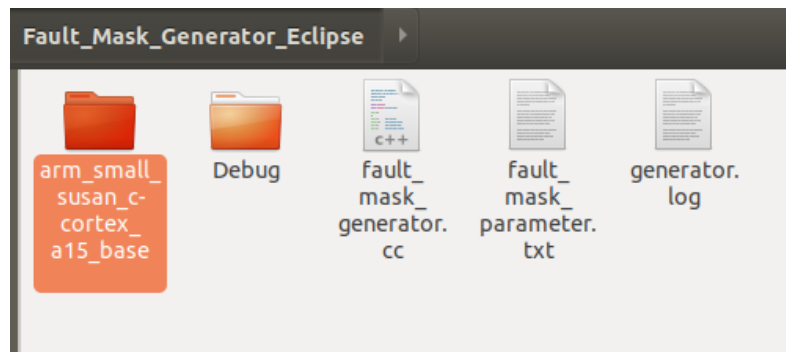 Fault_Mask_Generator_Eclipse
C++
arm_small_
susan_c-
cortex_
a15_base
Debug
fault_
mask_
generator.
cc
fault_
mask_
parameter.
txt
generator.
log